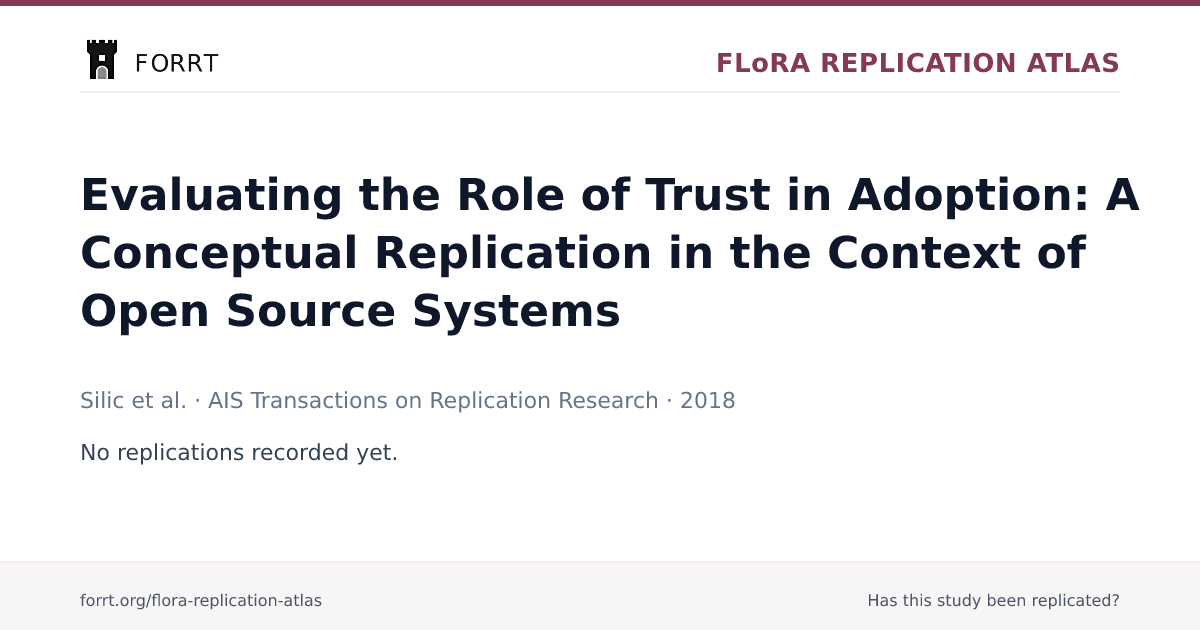 FORRT
FLoRA REPLICATION ATLAS
Evaluating the Role of Trust in Adoption: A
Conceptual Replication in the Context of
Open Source Systems
Silic et al. · AIS Transactions on Replication Research · 2018
No replications recorded yet.
forrt.org/flora-replication-atlas
Has this study been replicated?